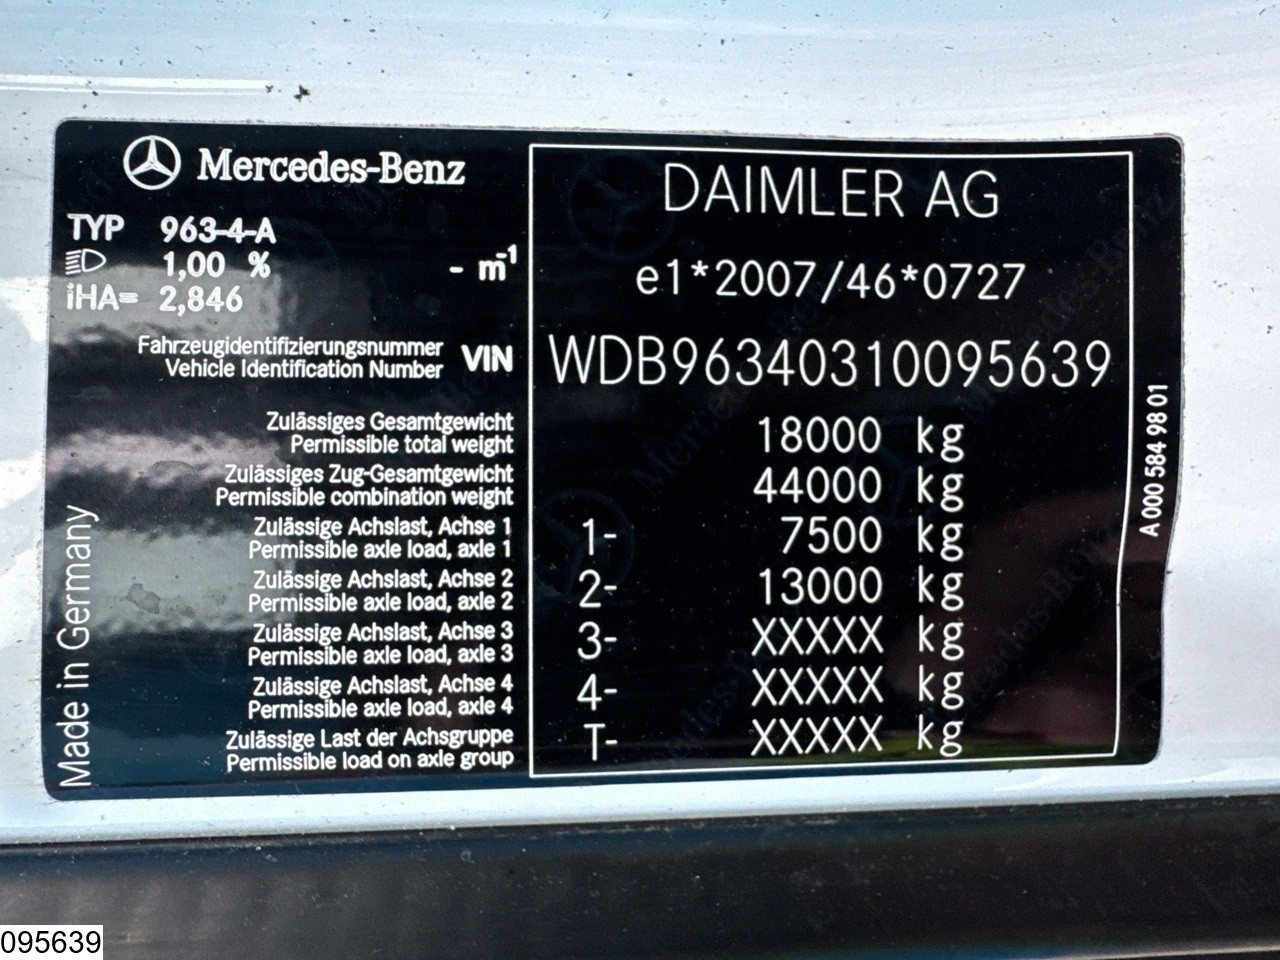 Mercedes-Benz
TYP 963-4-A
1,00 % - m-1
iHA= 2,846
DAIMLER AG
e1*2007/46*0727
Fahrzeugidentifizierungsnummer
Vehicle Identification Number
VIN WDB96340310095639
Zulässiges Gesamtgewicht
Permissible total weight
18000 kg
Zulässiges Zug-Gesamtgewicht
Permissible combination weight
44000 kg
Zulässige Achslast, Achse 1
Permissible axle load, axle 1
1- 7500 kg
Zulässige Achslast, Achse 2
Permissible axle load, axle 2
2- 13000 kg
Zulässige Achslast, Achse 3
Permissible axle load, axle 3
3- XXXXX kg
Zulässige Achslast, Achse 4
Permissible axle load, axle 4
4- XXXXX kg
Zulässige Last der Achsgruppe
Permissible load on axle group
T- XXXXX kg
Made in Germany
A 000 584 98 01
095639